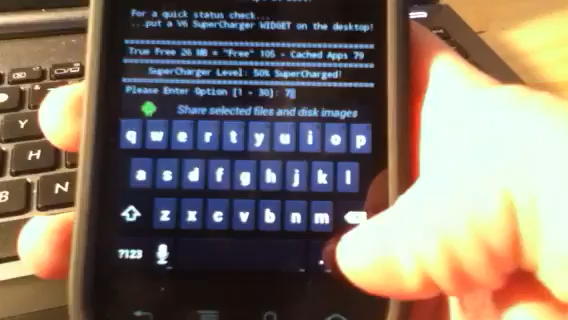 For a quick status check...
...put a V6 SuperCharger WIDGET on the desktop!
True Free 26 MB = "Free" 105 - Cached Apps 79
SuperCharger Level: 50% SuperCharged!
Please Enter Option [1 - 30]: 7
Share selected files and disk images
q w e r t y u i o p
a s d f g h j k l
z x c v b n m
?123
Y
H
B
N